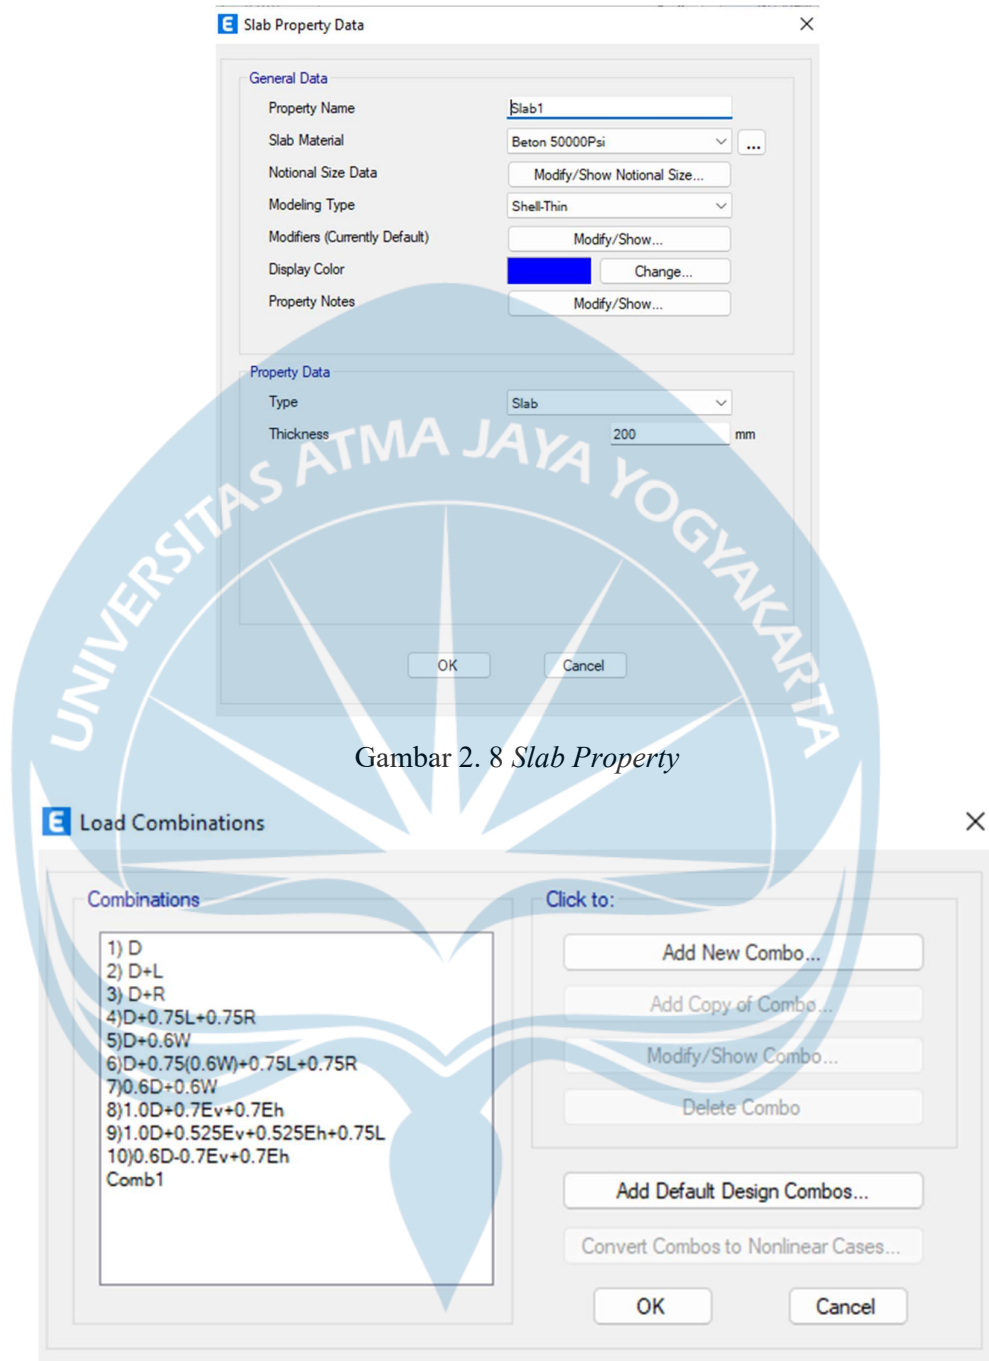 Slab Property Data
General Data
Property Name Slab1
Slab Material Beton 50000Psi ...
Notional Size Data Modify/Show Notional Size...
Modeling Type Shell-Thin
Modifiers (Currently Default) Modify/Show...
Display Color Change...
Property Notes Modify/Show...
Property Data
Type Slab
Thickness 200 mm
UNIVERSITAS ATMA JAYA YOGYAKARTA
OK Cancel
Gambar 2. 8 Slab Property
Load Combinations
Combinations
1) D
2) D+L
3) D+R
4)D+0.75L+0.75R
5)D+0.6W
6)D+0.75(0.6W)+0.75L+0.75R
7)0.6D+0.6W
8)1.0D+0.7Ev+0.7Eh
9)1.0D+0.525Ev+0.525Eh+0.75L
10)0.6D-0.7Ev+0.7Eh
Comb1
Click to:
Add New Combo...
Add Copy of Combo...
Modify/Show Combo...
Delete Combo
Add Default Design Combos...
Convert Combos to Nonlinear Cases...
OK Cancel